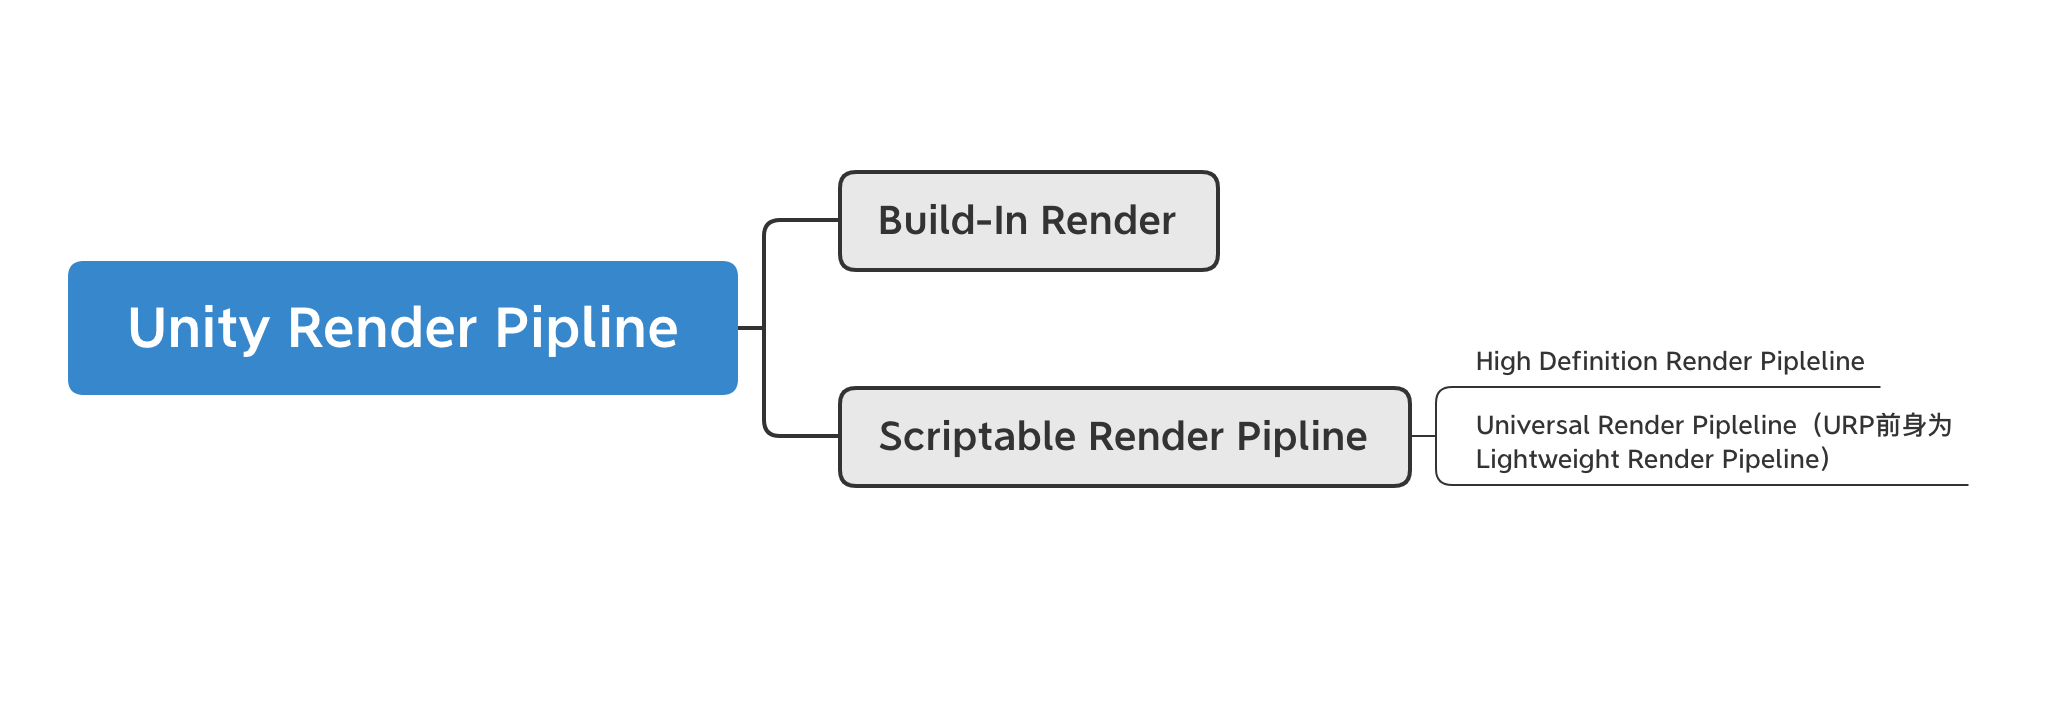 Unity Render Pipline
Build-In Render
Scriptable Render Pipline
High Definition Render Pipleline
Universal Render Pipleline（URP前身为
Lightweight Render Pipeline）